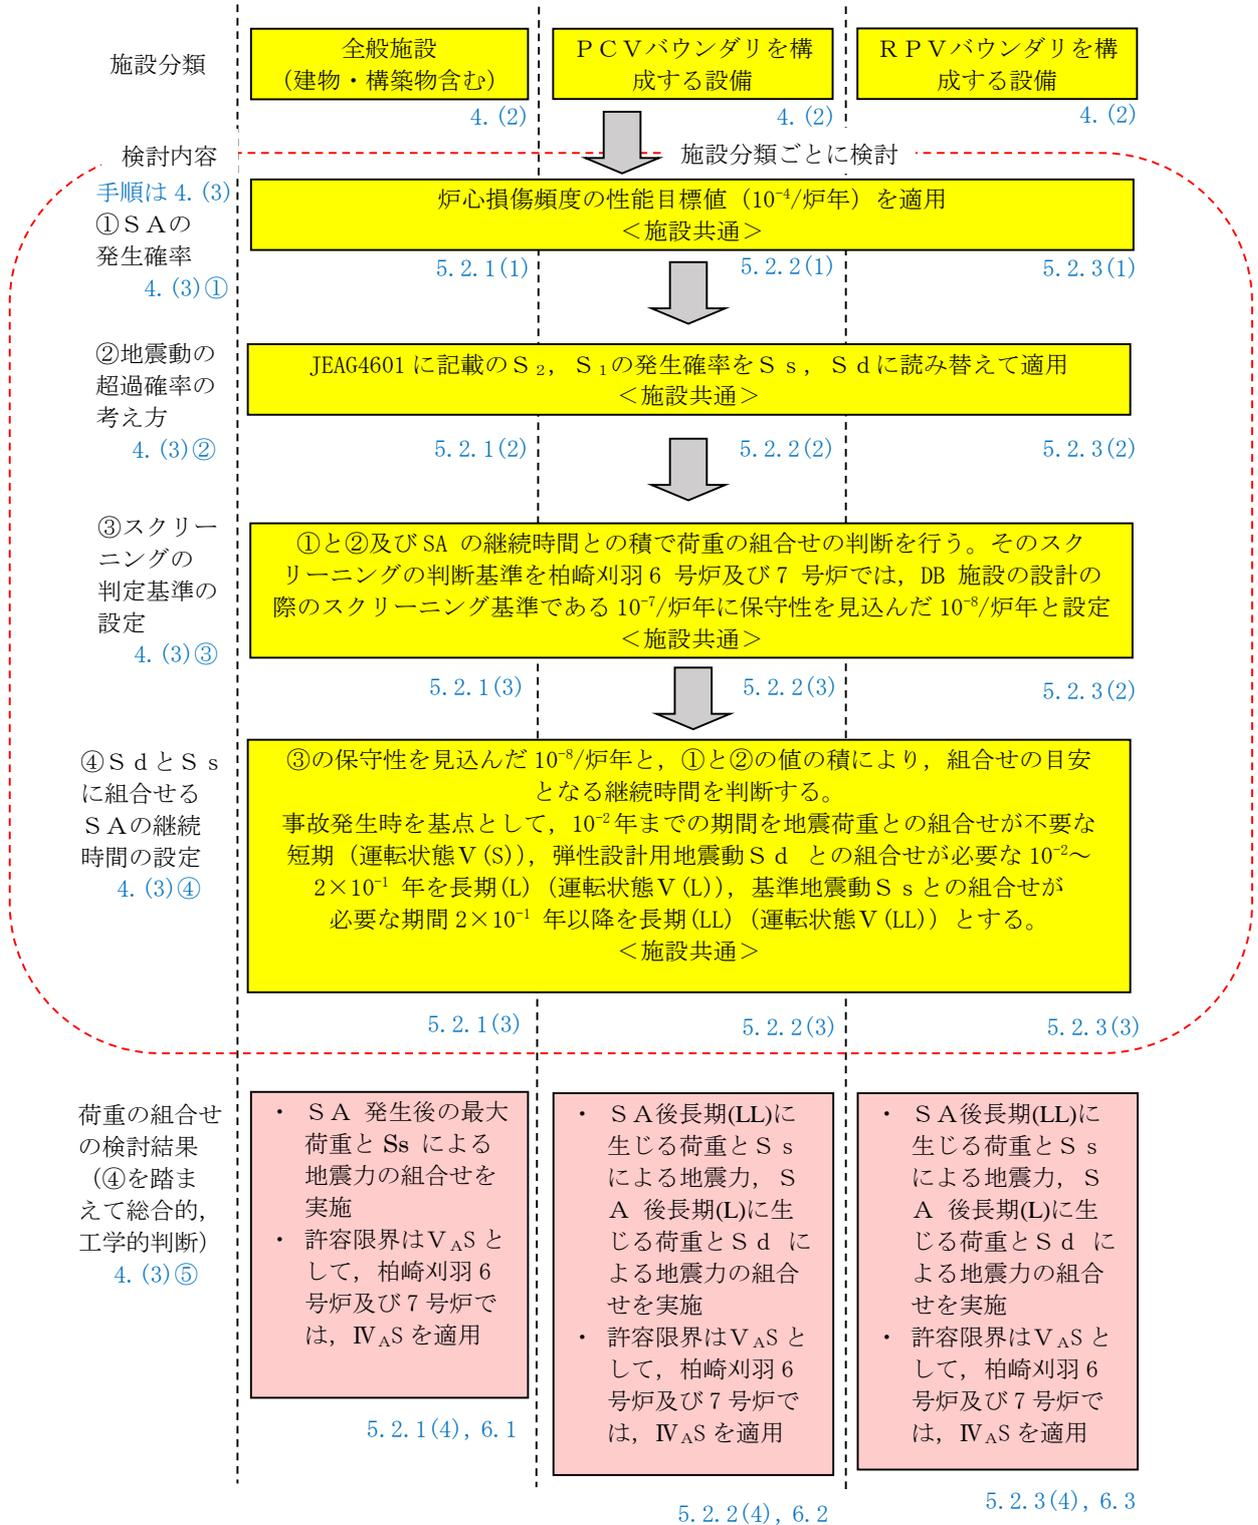 施設分類
全般施設
（建物・構築物含む）
4. (2)
ＰＣＶバウンダリを構
成する設備
4. (2)
ＲＰＶバウンダリを構
成する設備
4. (2)
検討内容
施設分類ごとに検討
手順は 4. (3)
①ＳＡの
発生確率
4. (3)①
炉心損傷頻度の性能目標値（10⁻⁴/炉年）を適用
＜施設共通＞
5.2.1(1)
5.2.2(1)
5.2.3(1)
②地震動の
超過確率の
考え方
4. (3)②
JEAG4601 に記載のＳ₂，Ｓ₁の発生確率をＳｓ，Ｓｄに読み替えて適用
＜施設共通＞
5.2.1(2)
5.2.2(2)
5.2.3(2)
③スクリー
ニングの
判定基準の
設定
4. (3)③
①と②及び SA の継続時間との積で荷重の組合せの判断を行う。そのスク
リーニングの判断基準を柏崎刈羽 6 号炉及び 7 号炉では，DB 施設の設計の
際のスクリーニング基準である 10⁻⁷/炉年に保守性を見込んだ 10⁻⁸/炉年と設定
＜施設共通＞
5.2.1(3)
5.2.2(3)
5.2.3(2)
④ＳｄとＳｓ
に組合せる
ＳＡの継続
時間の設定
4. (3)④
③の保守性を見込んだ 10⁻⁸/炉年と，①と②の値の積により，組合せの目安
となる継続時間を判断する。
事故発生時を基点として，10⁻² 年までの期間を地震荷重との組合せが不要な
短期（運転状態Ⅴ(S)），弾性設計用地震動Ｓｄ との組合せが必要な 10⁻²～
2×10⁻¹ 年を長期(L)（運転状態Ⅴ(L)），基準地震動Ｓｓとの組合せが
必要な期間 2×10⁻¹ 年以降を長期(LL)（運転状態Ⅴ(LL)）とする。
＜施設共通＞
5.2.1(3)
5.2.2(3)
5.2.3(3)
荷重の組合せ
の検討結果
（④を踏ま
えて総合的，
工学的判断）
4. (3)⑤
・ ＳＡ 発生後の最大
荷重と Ss による
地震力の組合せを
実施
・ 許容限界はⅤ_AS と
して，柏崎刈羽 6
号炉及び 7 号炉で
は，Ⅳ_AS を適用
5.2.1(4), 6.1
・ ＳＡ後長期(LL)に
生じる荷重とＳｓ
による地震力，Ｓ
Ａ 後長期(L)に生
じる荷重とＳｄ に
よる地震力の組合
せを実施
・ 許容限界はⅤ_AS と
して，柏崎刈羽 6
号炉及び 7 号炉で
は，Ⅳ_AS を適用
5.2.2(4), 6.2
・ ＳＡ後長期(LL)に
生じる荷重とＳｓ
による地震力，Ｓ
Ａ 後長期(L)に生
じる荷重とＳｄ に
よる地震力の組合
せを実施
・ 許容限界はⅤ_AS と
して，柏崎刈羽 6
号炉及び 7 号炉で
は，Ⅳ_AS を適用
5.2.3(4), 6.3